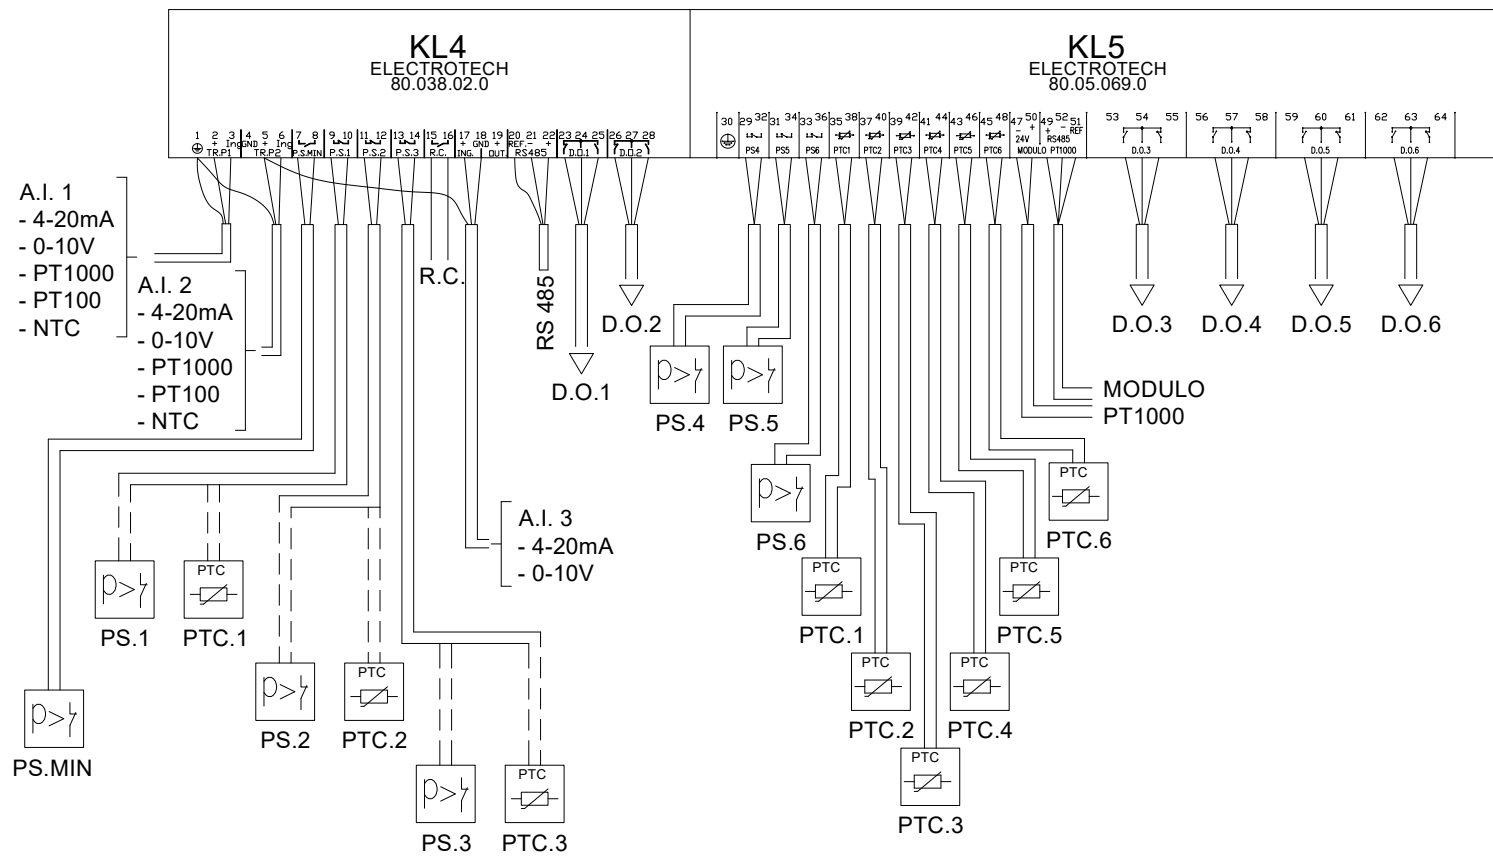 KL4
ELECTROTECH
80.038.02.0
1 2 3 4 5 6 7 8 9 10 11 12 13 14 15 16 17 18 19 20 21 22 23 24 25 26 27 28
+ Ing GND + Ing + GND + REF. - +
TR.P1 TR.P2 P.S.MIN P.S.1 P.S.2 P.S.3 R.C. ING. OUT. RS485 D.O.1 D.O.2
KL5
ELECTROTECH
80.05.069.0
30 29 32 31 34 33 36 35 38 37 40 39 42 41 44 43 46 45 48 47 50 49 52 51 53 54 55 56 57 58 59 60 61 62 63 64
- + + - REF
24V RS485
PS4 PS5 PS6 PTC1 PTC2 PTC3 PTC4 PTC5 PTC6 MODULO PT1000 D.O.3 D.O.4 D.O.5 D.O.6
A.I. 1
- 4-20mA
- 0-10V
- PT1000
- PT100
- NTC
A.I. 2
- 4-20mA
- 0-10V
- PT1000
- PT100
- NTC
R.C.
RS 485
D.O.1
D.O.2
A.I. 3
- 4-20mA
- 0-10V
p>
PS.MIN
p>
PS.1
PTC
PTC.1
p>
PS.2
PTC
PTC.2
p>
PS.3
PTC
PTC.3
p>
PS.4
p>
PS.5
p>
PS.6
PTC
PTC.1
PTC
PTC.2
PTC
PTC.3
PTC
PTC.4
PTC
PTC.5
PTC
PTC.6
MODULO
PT1000
D.O.3
D.O.4
D.O.5
D.O.6